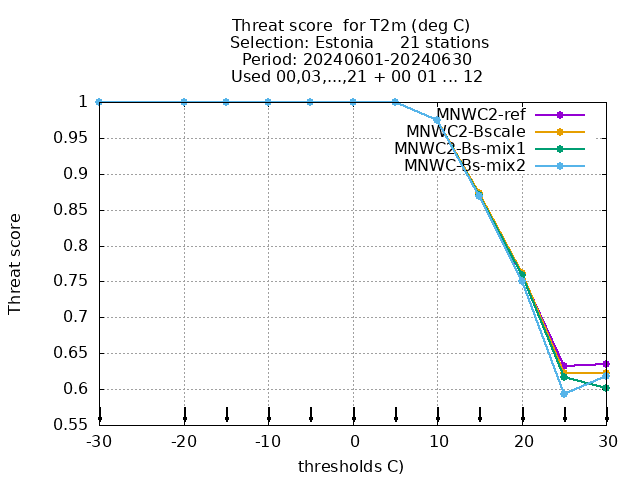 Threat score  for T2m (deg C)
Selection: Estonia     21 stations
Period: 20240601-20240630
Used 00,03,...,21 + 00 01 ... 12
1
0.95
0.9
0.85
0.8
0.75
0.7
0.65
0.6
0.55
Threat score
MNWC2-ref
MNWC2-Bscale
MNWC2-Bs-mix1
MNWC-Bs-mix2
-30 -20 -10 0 10 20 30
thresholds C)